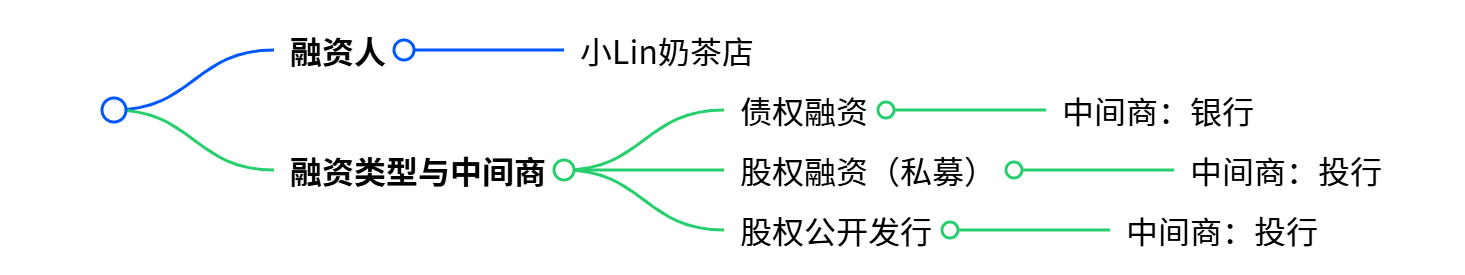 融资人
小Lin奶茶店
债权融资
中间商：银行
融资类型与中间商
股权融资（私募）
中间商：投行
股权公开发行
中间商：投行